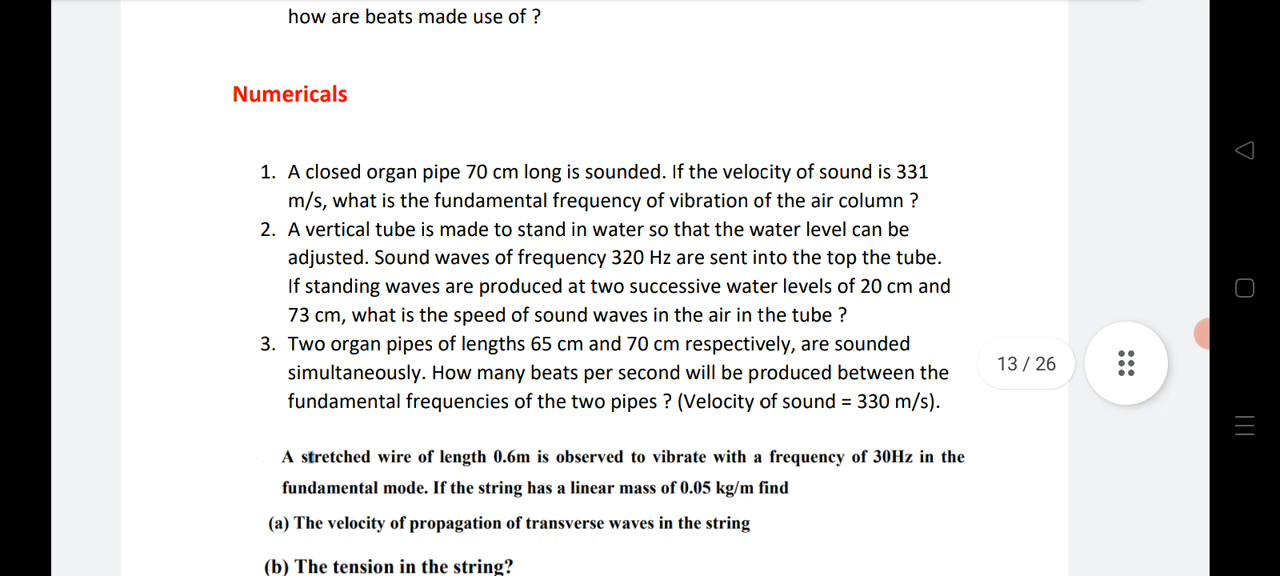 how are beats made use of ?
Numericals
1. A closed organ pipe 70 cm long is sounded. If the velocity of sound is 331
m/s, what is the fundamental frequency of vibration of the air column ?
2. A vertical tube is made to stand in water so that the water level can be
adjusted. Sound waves of frequency 320 Hz are sent into the top the tube.
If standing waves are produced at two successive water levels of 20 cm and
73 cm, what is the speed of sound waves in the air in the tube ?
3. Two organ pipes of lengths 65 cm and 70 cm respectively, are sounded
simultaneously. How many beats per second will be produced between the
fundamental frequencies of the two pipes ? (Velocity of sound = 330 m/s).
13 / 26
A stretched wire of length 0.6m is observed to vibrate with a frequency of 30Hz in the
fundamental mode. If the string has a linear mass of 0.05 kg/m find
(a) The velocity of propagation of transverse waves in the string
(b) The tension in the string?